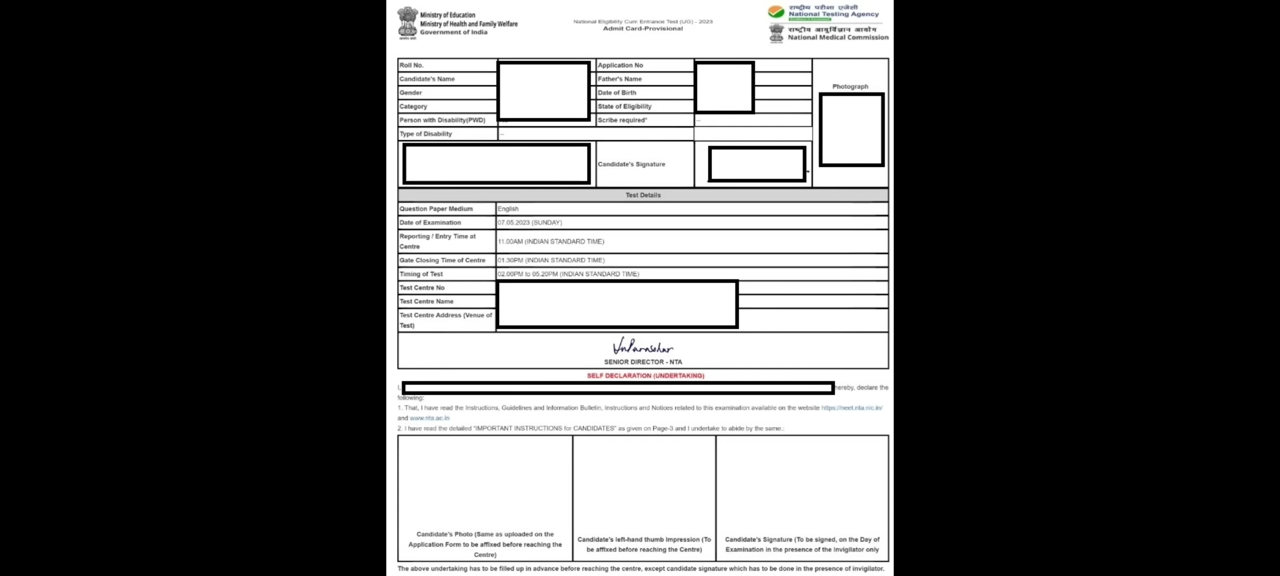 Ministry of Education
Ministry of Health and Family Welfare
Government of India
National Eligibility Cum Entrance Test (UG) - 2023
Admit Card-Provisional
राष्ट्रीय परीक्षा एजेंसी
National Testing Agency
राष्ट्रीय आयुर्विज्ञान आयोग
National Medical Commission
Roll No. Application No
Candidate's Name Father's Name
Gender Date of Birth
Category State of Eligibility
Person with Disability(PWD) Scribe required* --
Type of Disability --
Photograph
Candidate's Signature
Test Details
Question Paper Medium English
Date of Examination 07.05.2023 (SUNDAY)
Reporting / Entry Time at
Centre
11.00AM (INDIAN STANDARD TIME)
Gate Closing Time of Centre 01.30PM (INDIAN STANDARD TIME)
Timing of Test 02.00PM to 05.20PM (INDIAN STANDARD TIME)
Test Centre No
Test Centre Name
Test Centre Address (Venue of
Test)
SENIOR DIRECTOR - NTA
SELF DECLARATION (UNDERTAKING)
I, hereby, declare the
following:
1. That, I have read the Instructions, Guidelines and Information Bulletin, Instructions and Notices related to this examination available on the website https://neet.nta.nic.in/
and www.nta.ac.in
2. I have read the detailed "IMPORTANT INSTRUCTIONS for CANDIDATES" as given on Page-3 and I undertake to abide by the same.:
Candidate's Photo (Same as uploaded on the
Application Form to be affixed before reaching the
Centre)
Candidate's left-hand thumb Impression (To
be affixed before reaching the Centre)
Candidate's Signature (To be signed, on the Day of
Examination in the presence of the Invigilator only
The above undertaking has to be filled up in advance before reaching the centre, except candidate signature which has to be done in the presence of invigilator.